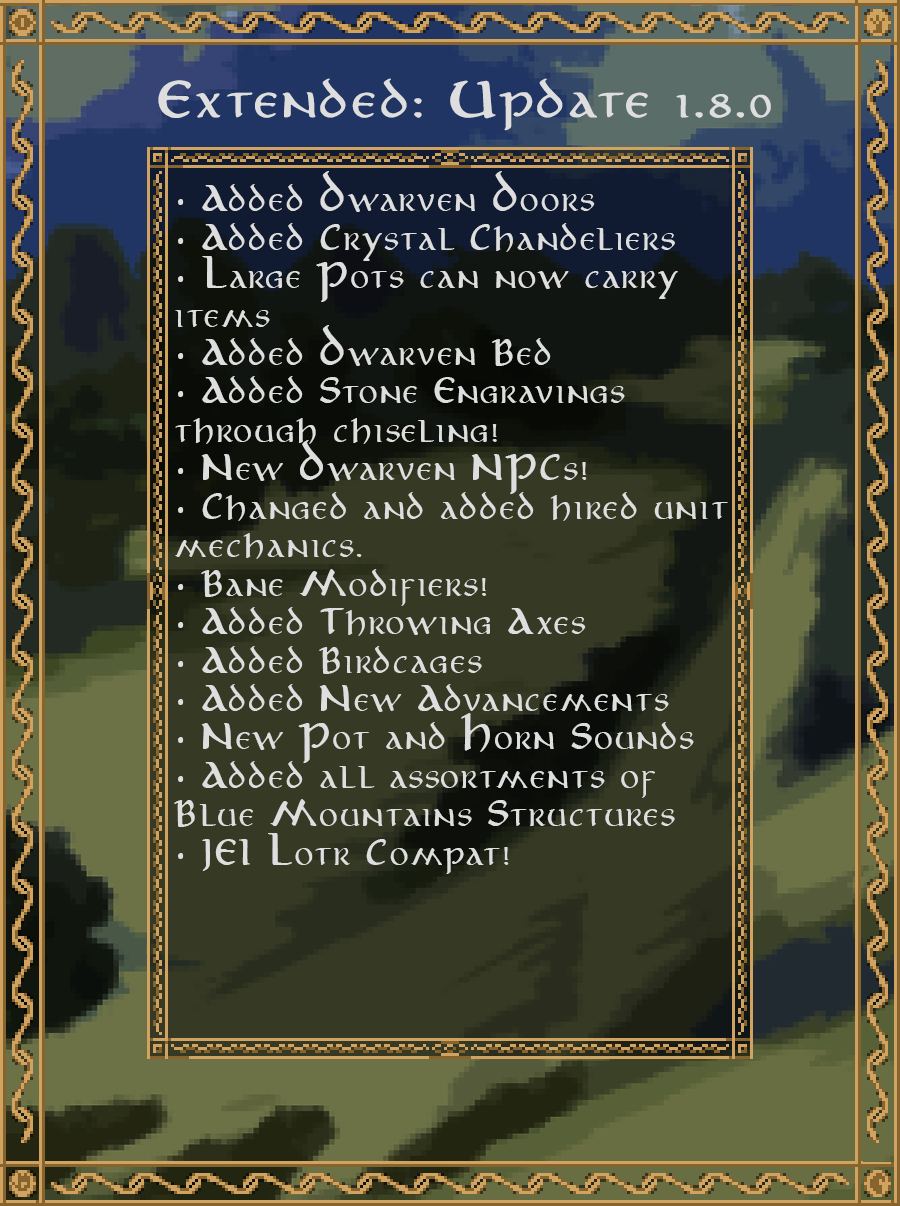 Extended: Update 1.8.0
· Added Dwarven Doors
· Added Crystal Chandeliers
· Large Pots can now carry
items
· Added Dwarven Bed
· Added Stone Engravings
through chiseling!
· New Dwarven NPCs!
· Changed and added hired unit
mechanics.
· Bane Modifiers!
· Added Throwing Axes
· Added Birdcages
· Added New Advancements
· New Pot and Horn Sounds
· Added all assortments of
Blue Mountains Structures
· JEI Lotr Compat!